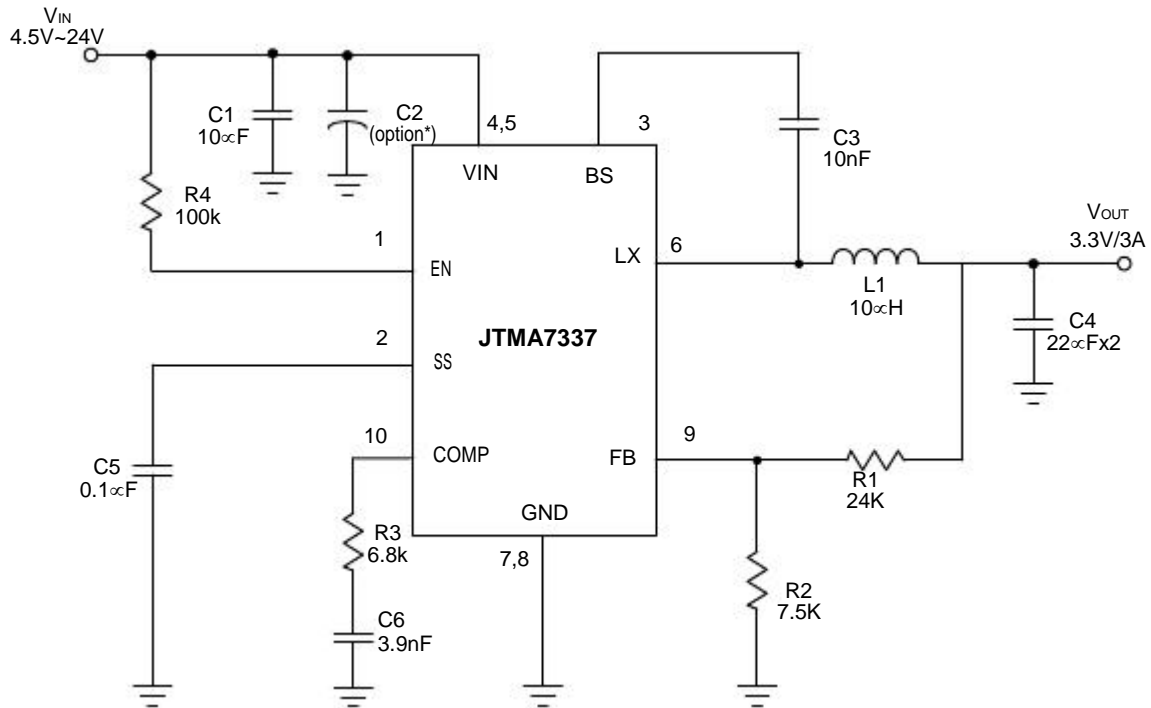 VIN
4.5V~24V
C1
10∝F
C2
(option*)
4,5
3
C3
10nF
VIN
BS
R4
100k
1
EN
LX
6
VOUT
3.3V/3A
L1
10∝H
C4
22∝Fx2
2
SS
JTMA7337
10
COMP
FB
9
R1
24K
C5
0.1∝F
GND
7,8
R3
6.8k
R2
7.5K
C6
3.9nF